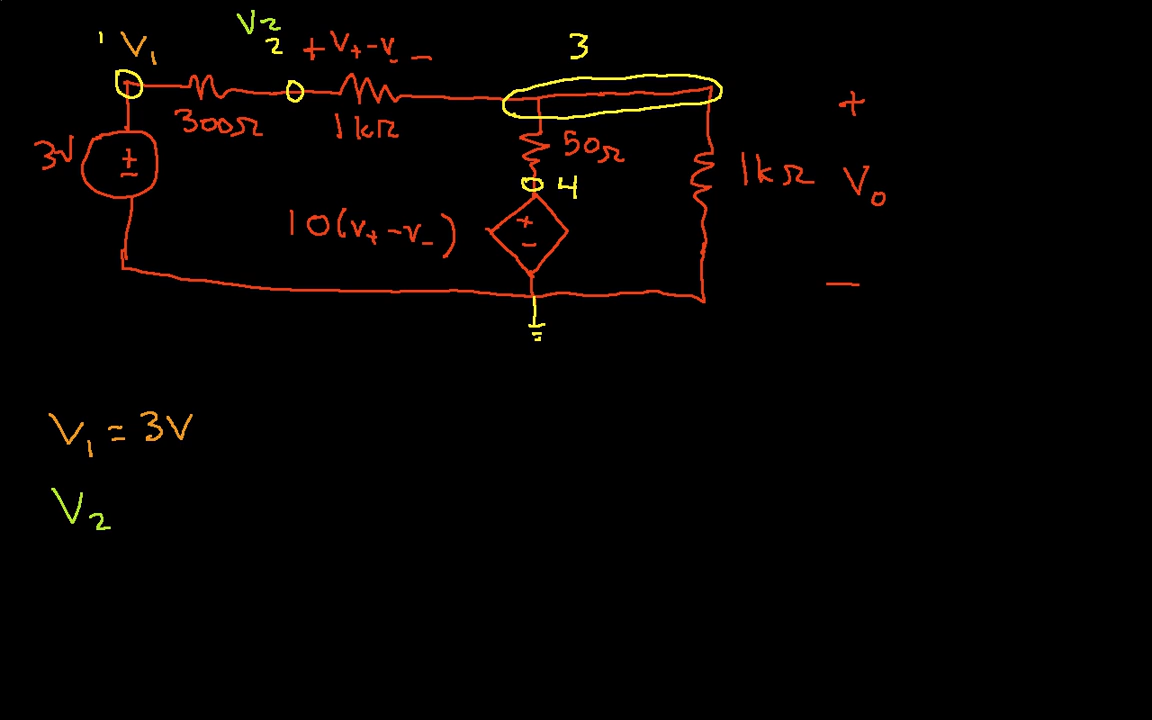 1 V₁
V₂
2
+ V₊ - V₋ -
3
300Ω
1kΩ
3V
+
-
50Ω
4
1kΩ
+
V₀
-
10(V₊ - V₋)
+
-
V₁ = 3V
V₂